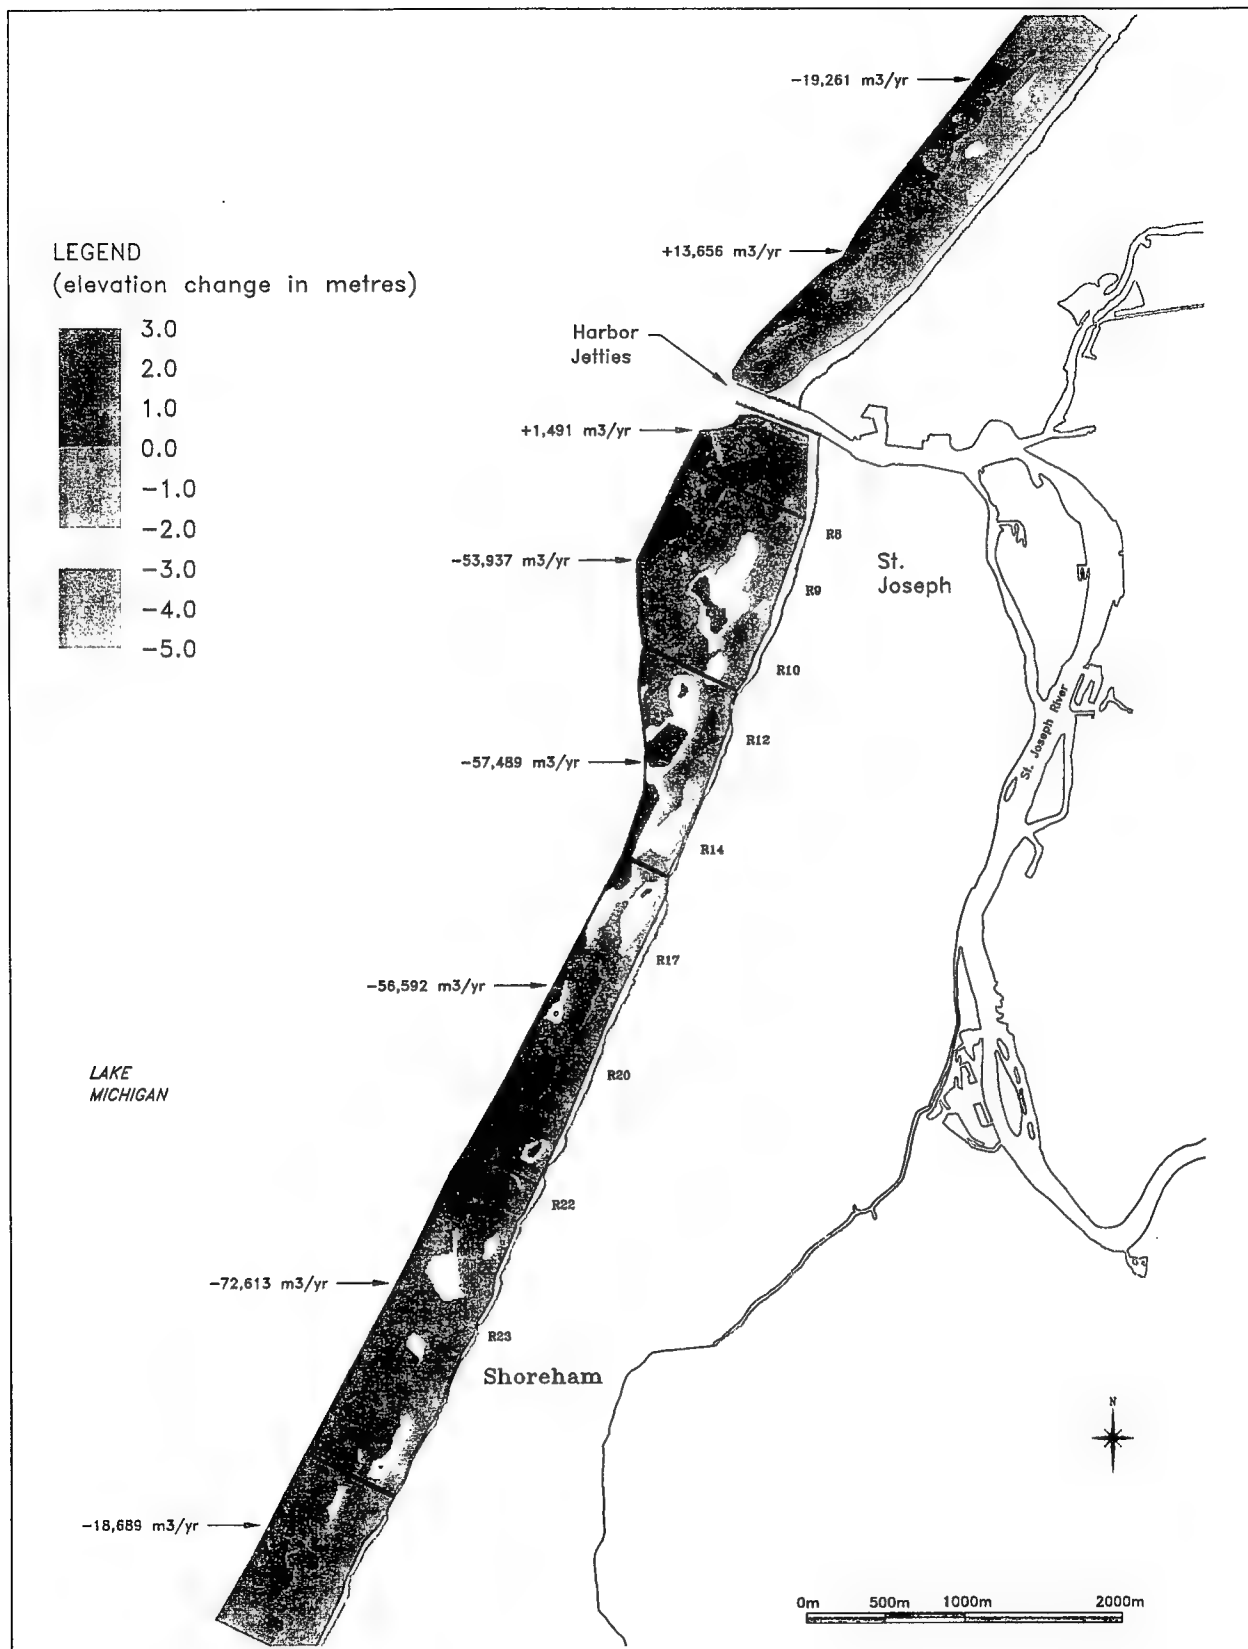 -19,261 m3/yr
LEGEND
(elevation change in metres)
+13,656 m3/yr
3.0
2.0
1.0
0.0
-1.0
-2.0
-3.0
-4.0
-5.0
Harbor
Jetties
+1,491 m3/yr
R8
-53,937 m3/yr
St.
Joseph
R9
R10
St. Joseph River
R12
-57,489 m3/yr
R14
R17
-56,592 m3/yr
LAKE
MICHIGAN
R20
R22
-72,613 m3/yr
R23
Shoreham
N
-18,689 m3/yr
0m 500m 1000m 2000m